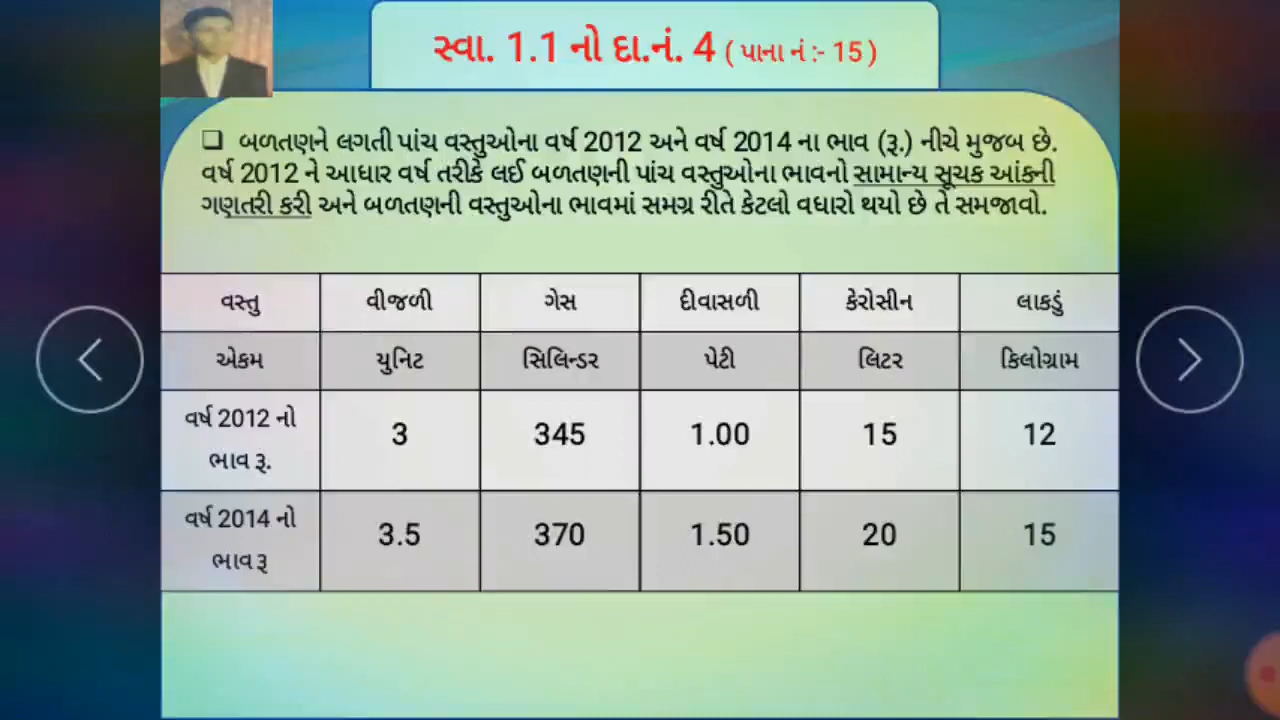 સ્વા. 1.1 નો દા.નં. 4 ( પાના નં :- 15 )
❑ બળતણને લગતી પાંચ વસ્તુઓના વર્ષ 2012 અને વર્ષ 2014 ના ભાવ (રૂ.) નીચે મુજબ છે.
વર્ષ 2012 ને આધાર વર્ષ તરીકે લઈ બળતણની પાંચ વસ્તુઓના ભાવનો સામાન્ય સૂચક આંકની
ગણતરી કરી અને બળતણની વસ્તુઓના ભાવમાં સમગ્ર રીતે કેટલો વધારો થયો છે તે સમજાવો.
વસ્તુ વીજળી ગેસ દીવાસળી કેરોસીન લાકડું
એકમ યુનિટ સિલિન્ડર પેટી લિટર કિલોગ્રામ
વર્ષ 2012 નો
ભાવ રૂ.
3 345 1.00 15 12
વર્ષ 2014 નો
ભાવ રૂ
3.5 370 1.50 20 15